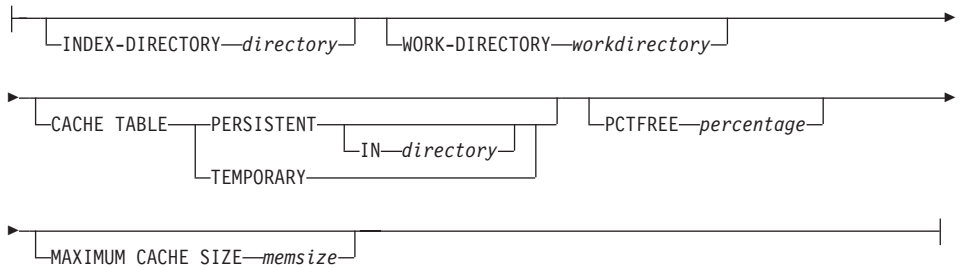 INDEX-DIRECTORY directory WORK-DIRECTORY workdirectory
CACHE TABLE PERSISTENT PCTFREE percentage
IN directory
TEMPORARY
MAXIMUM CACHE SIZE memsize